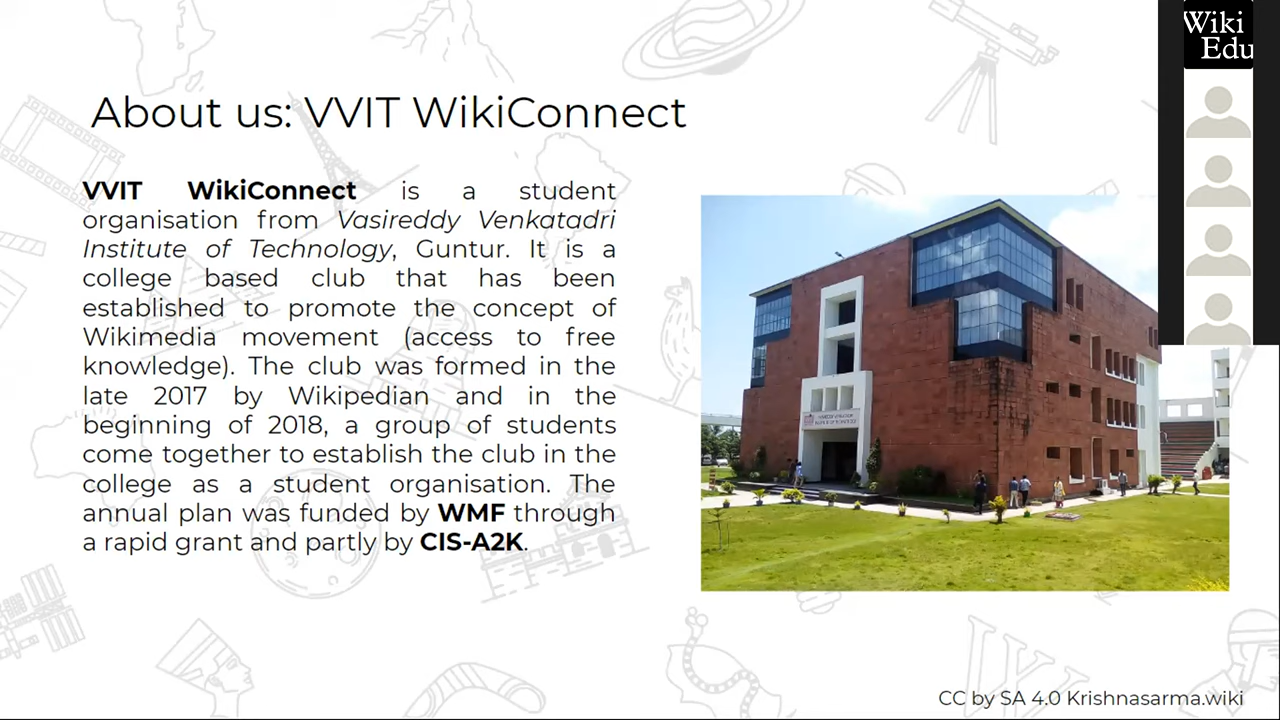 About us: VVIT WikiConnect
VVIT WikiConnect is a student
organisation from Vasireddy Venkatadri
Institute of Technology, Guntur. It is a
college based club that has been
established to promote the concept of
Wikimedia movement (access to free
knowledge). The club was formed in the
late 2017 by Wikipedian and in the
beginning of 2018, a group of students
come together to establish the club in the
college as a student organisation. The
annual plan was funded by WMF through
a rapid grant and partly by CIS-A2K.
Wiki
Edu
CC by SA 4.0 Krishnasarma.wiki